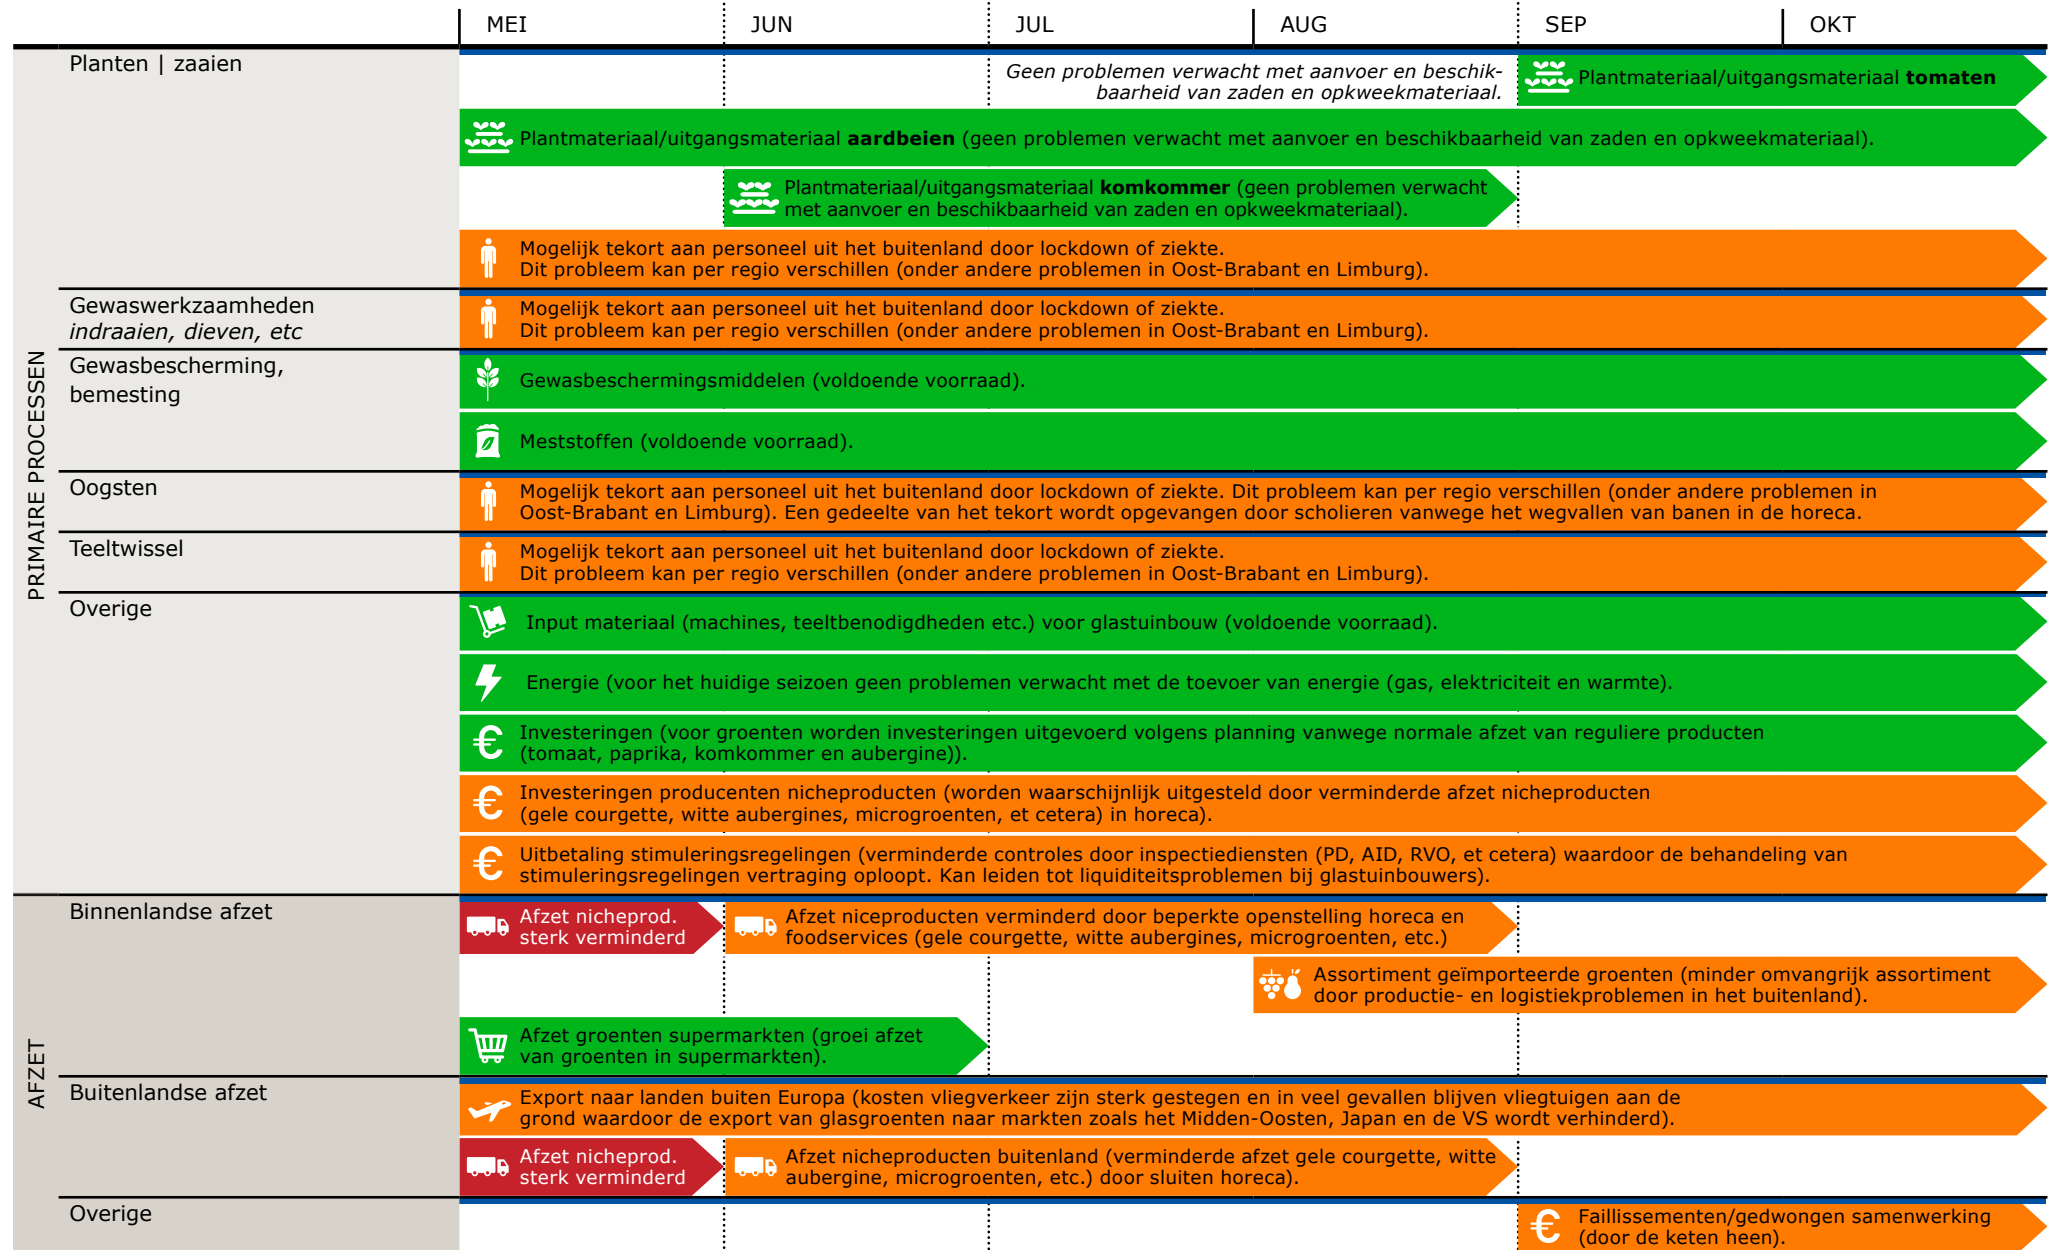 MEI JUN JUL AUG SEP OKT
PRIMAIRE PROCESSEN
Planten | zaaien
Geen problemen verwacht met aanvoer en beschik-
baarheid van zaden en opkweekmateriaal.
Plantmateriaal/uitgangsmateriaal tomaten
Plantmateriaal/uitgangsmateriaal aardbeien (geen problemen verwacht met aanvoer en beschikbaarheid van zaden en opkweekmateriaal).
Plantmateriaal/uitgangsmateriaal komkommer (geen problemen verwacht
met aanvoer en beschikbaarheid van zaden en opkweekmateriaal).
Mogelijk tekort aan personeel uit het buitenland door lockdown of ziekte.
Dit probleem kan per regio verschillen (onder andere problemen in Oost-Brabant en Limburg).
Gewaswerkzaamheden
indraaien, dieven, etc
Mogelijk tekort aan personeel uit het buitenland door lockdown of ziekte.
Dit probleem kan per regio verschillen (onder andere problemen in Oost-Brabant en Limburg).
Gewasbescherming,
bemesting
Gewasbeschermingsmiddelen (voldoende voorraad).
Meststoffen (voldoende voorraad).
Oogsten
Mogelijk tekort aan personeel uit het buitenland door lockdown of ziekte. Dit probleem kan per regio verschillen (onder andere problemen in
Oost-Brabant en Limburg). Een gedeelte van het tekort wordt opgevangen door scholieren vanwege het wegvallen van banen in de horeca.
Teeltwissel
Mogelijk tekort aan personeel uit het buitenland door lockdown of ziekte.
Dit probleem kan per regio verschillen (onder andere problemen in Oost-Brabant en Limburg).
Overige
Input materiaal (machines, teeltbenodigdheden etc.) voor glastuinbouw (voldoende voorraad).
Energie (voor het huidige seizoen geen problemen verwacht met de toevoer van energie (gas, elektriciteit en warmte).
€ Investeringen (voor groenten worden investeringen uitgevoerd volgens planning vanwege normale afzet van reguliere producten
(tomaat, paprika, komkommer en aubergine)).
€ Investeringen producenten nicheproducten (worden waarschijnlijk uitgesteld door verminderde afzet nicheproducten
(gele courgette, witte aubergines, microgroenten, et cetera) in horeca).
€ Uitbetaling stimuleringsregelingen (verminderde controles door inspectiediensten (PD, AID, RVO, et cetera) waardoor de behandeling van
stimuleringsregelingen vertraging oploopt. Kan leiden tot liquiditeitsproblemen bij glastuinbouwers).
AFZET
Binnenlandse afzet
Afzet nicheprod.
sterk verminderd
Afzet niceproducten verminderd door beperkte openstelling horeca en
foodservices (gele courgette, witte aubergines, microgroenten, etc.)
Assortiment geïmporteerde groenten (minder omvangrijk assortiment
door productie- en logistiekproblemen in het buitenland).
Afzet groenten supermarkten (groei afzet
van groenten in supermarkten).
Buitenlandse afzet
Export naar landen buiten Europa (kosten vliegverkeer zijn sterk gestegen en in veel gevallen blijven vliegtuigen aan de
grond waardoor de export van glasgroenten naar markten zoals het Midden-Oosten, Japan en de VS wordt verhinderd).
Afzet nicheprod.
sterk verminderd
Afzet nicheproducten buitenland (verminderde afzet gele courgette, witte
aubergine, microgroenten, etc.) door sluiten horeca).
Overige
€ Faillissementen/gedwongen samenwerking
(door de keten heen).